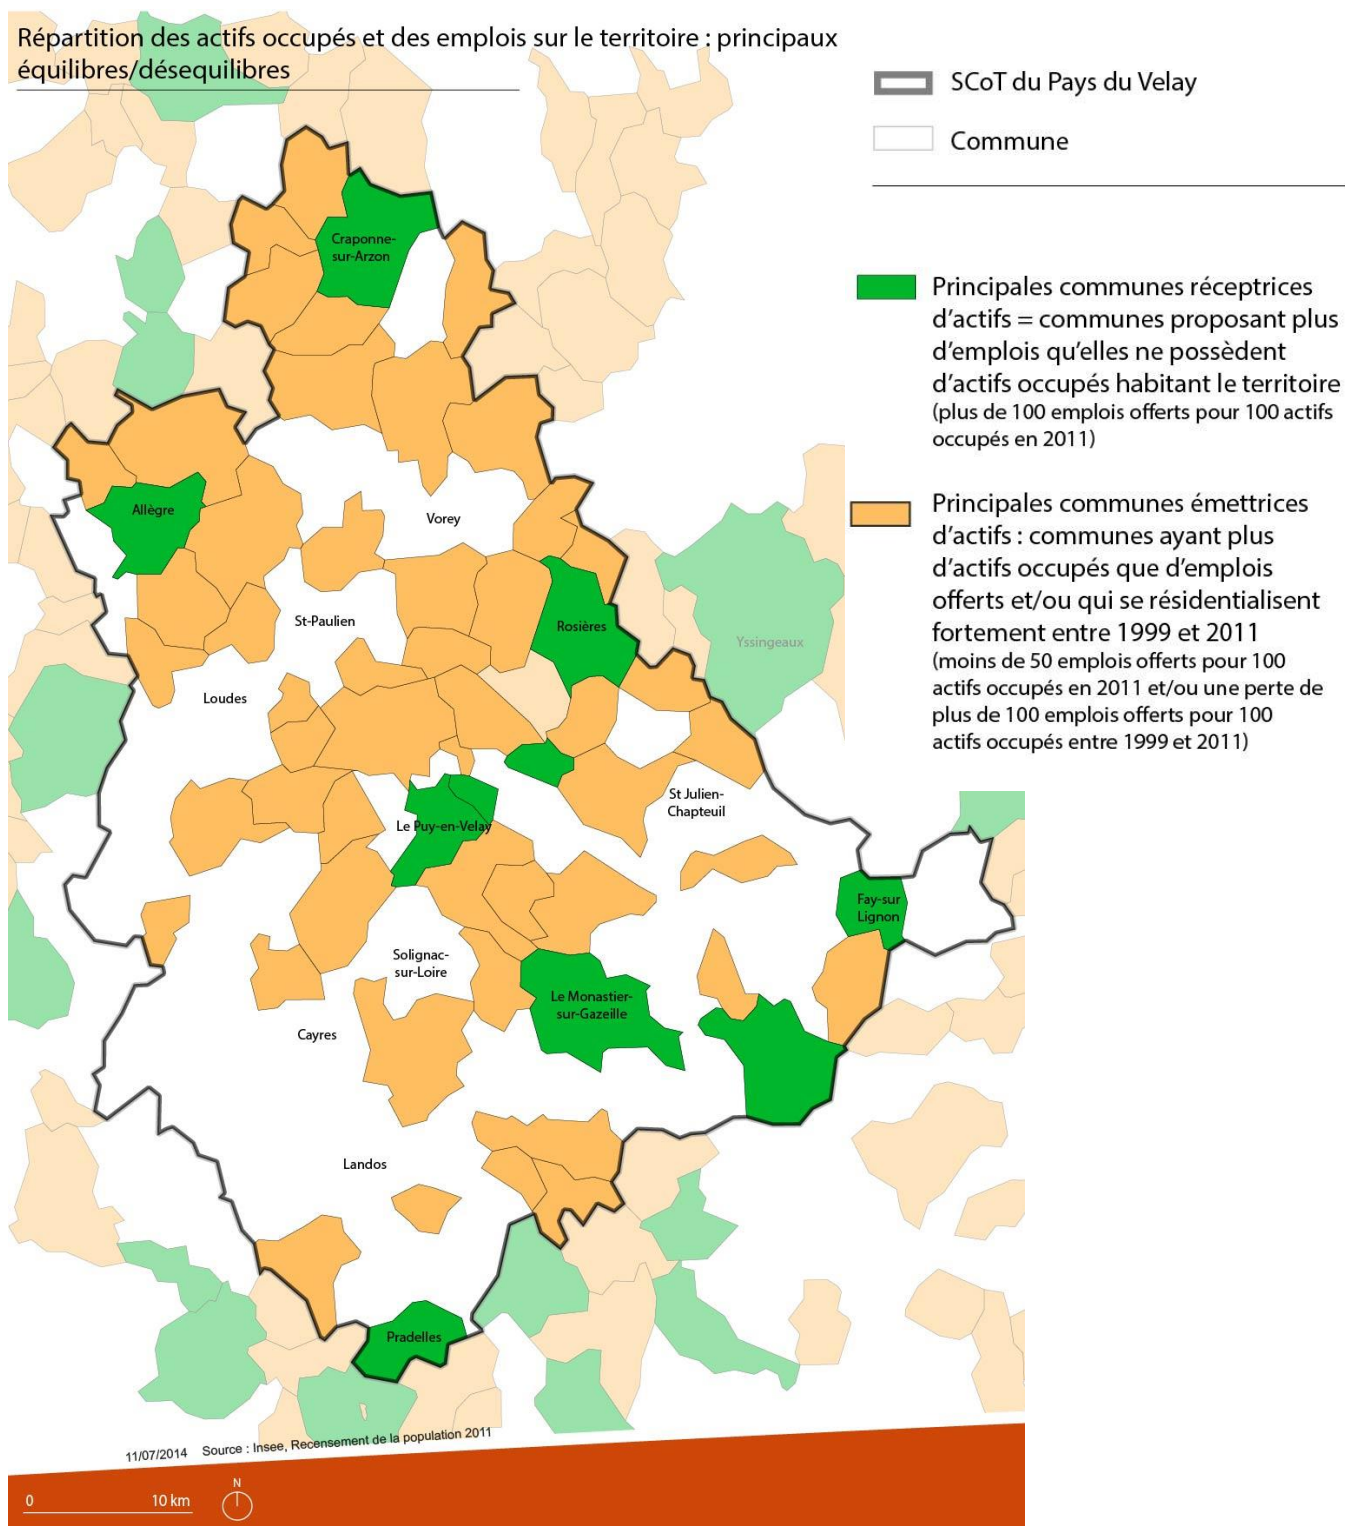 Répartition des actifs occupés et des emplois sur le territoire : principaux
équilibres/désequilibres
SCoT du Pays du Velay
Commune
Principales communes réceptrices
d'actifs = communes proposant plus
d'emplois qu'elles ne possèdent
d'actifs occupés habitant le territoire
(plus de 100 emplois offerts pour 100 actifs
occupés en 2011)
Principales communes émettrices
d'actifs : communes ayant plus
d'actifs occupés que d'emplois
offerts et/ou qui se résidentialisent
fortement entre 1999 et 2011
(moins de 50 emplois offerts pour 100
actifs occupés en 2011 et/ou une perte de
plus de 100 emplois offerts pour 100
actifs occupés entre 1999 et 2011)
Craponne-
sur-Arzon
Allègre
Vorey
St-Paulien
Rosières
Yssingeaux
Loudes
St Julien-
Chapteuil
Le Puy-en-Velay
Fay-sur
Lignon
Solignac-
sur-Loire
Le Monastier-
sur-Gazeille
Cayres
Landos
Pradelles
11/07/2014 Source : Insee, Recensement de la population 2011
0 10 km
N